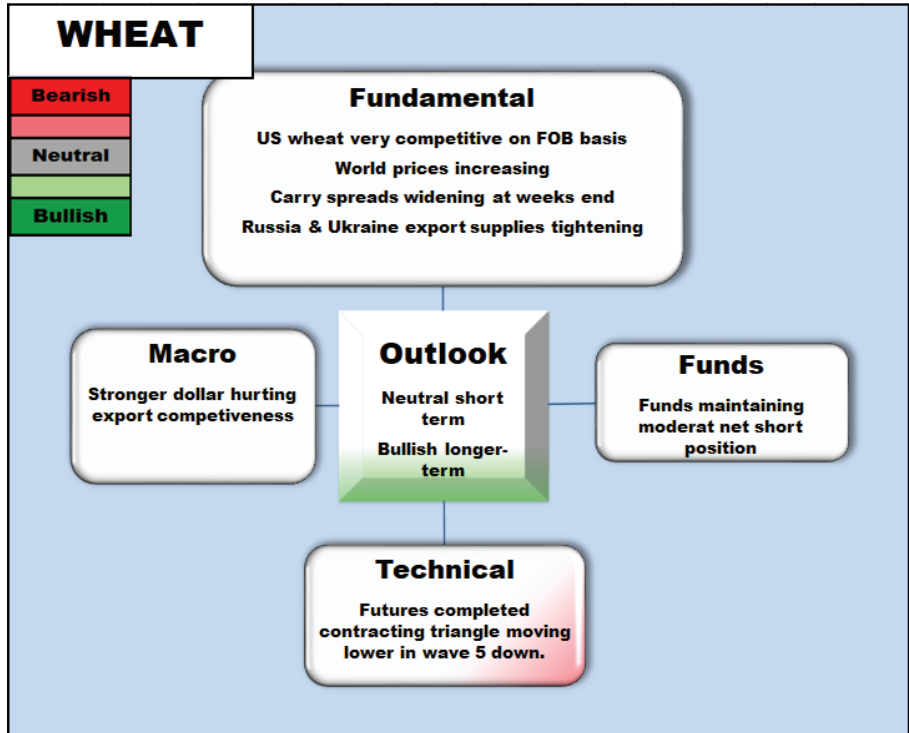 WHEAT
Bearish
Neutral
Bullish
Fundamental
US wheat very competitive on FOB basis
World prices increasing
Carry spreads widening at weeks end
Russia & Ukraine export supplies tightening
Macro
Stronger dollar hurting
export competiveness
Outlook
Neutral short
term
Bullish longer-
term
Funds
Funds maintaining
moderat net short
position
Technical
Futures completed
contracting triangle moving
lower in wave 5 down.